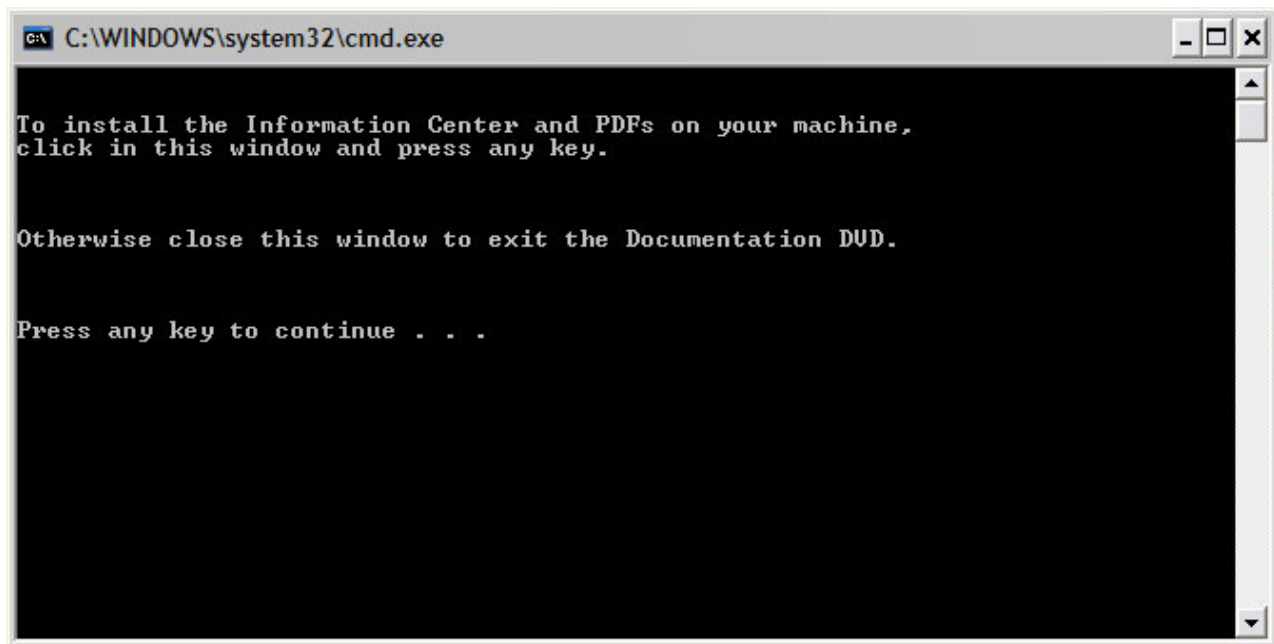 C:\WINDOWS\system32\cmd.exe
To install the Information Center and PDFs on your machine,
click in this window and press any key.
Otherwise close this window to exit the Documentation DVD.
Press any key to continue . . .